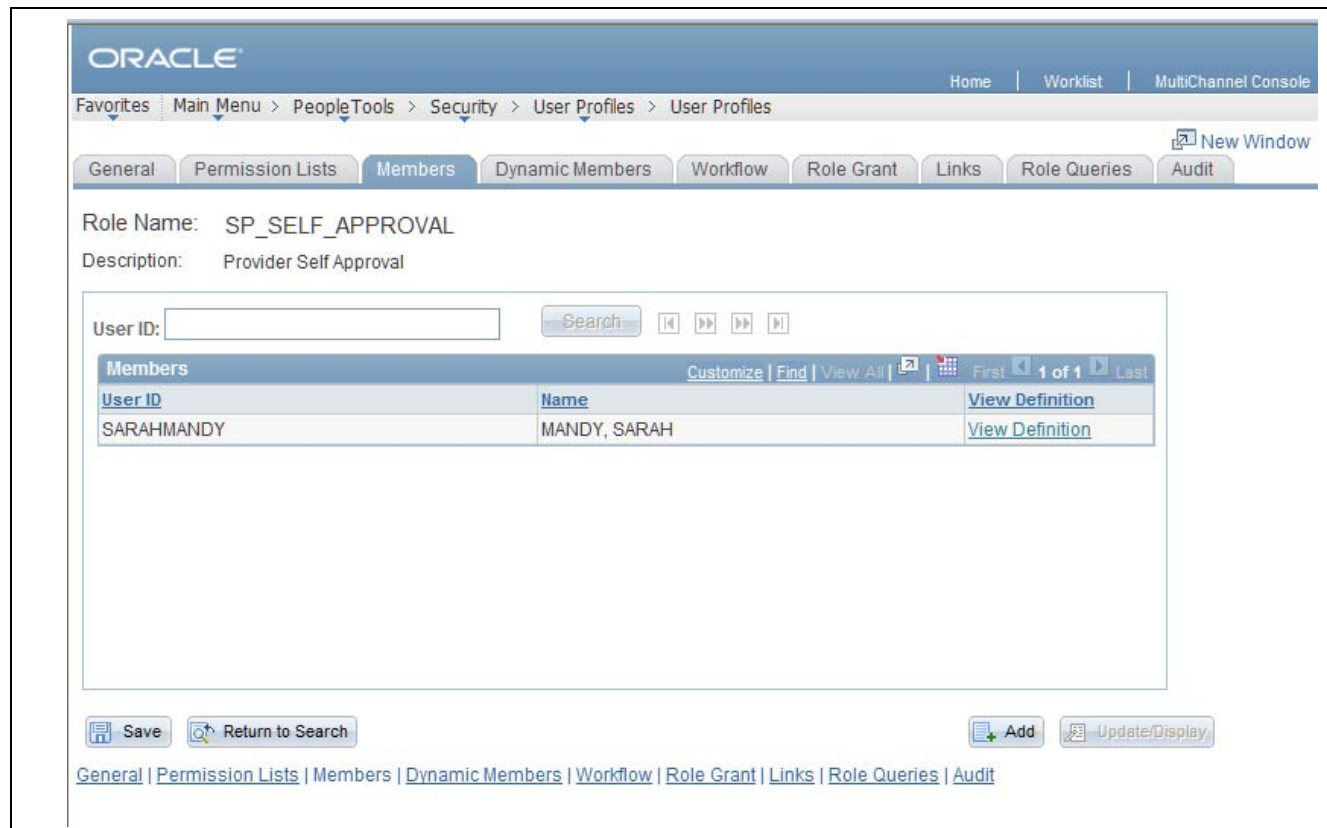 ORACLE
Home | Worklist | MultiChannel Console
Favorites Main Menu > PeopleTools > Security > User Profiles > User Profiles
New Window
General Permission Lists Members Dynamic Members Workflow Role Grant Links Role Queries Audit
Role Name: SP_SELF_APPROVAL
Description: Provider Self Approval
User ID: Search
Members Customize | Find | View All | | First 1 of 1 Last
User ID Name View Definition
SARAHMANDY MANDY, SARAH View Definition
Save Return to Search Add Update/Display
General | Permission Lists | Members | Dynamic Members | Workflow | Role Grant | Links | Role Queries | Audit